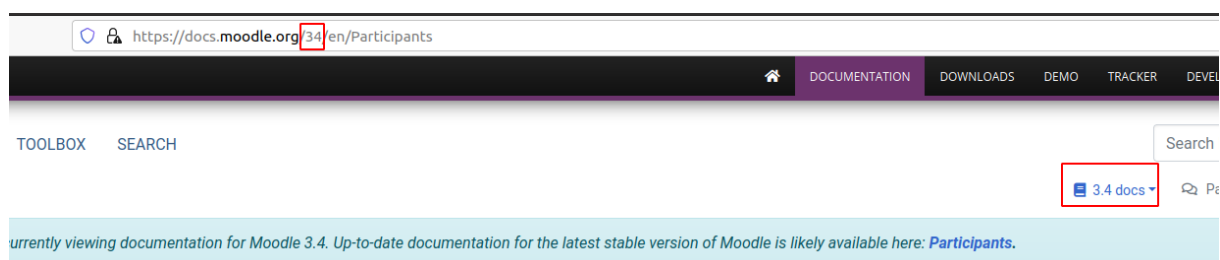 https://docs.moodle.org/34/en/Participants
DOCUMENTATION DOWNLOADS DEMO TRACKER
TOOLBOX SEARCH Search
3.4 docs
viewing documentation for Moodle 3.4. Up-to-date documentation for the latest stable version of Moodle is likely available here: Participants.